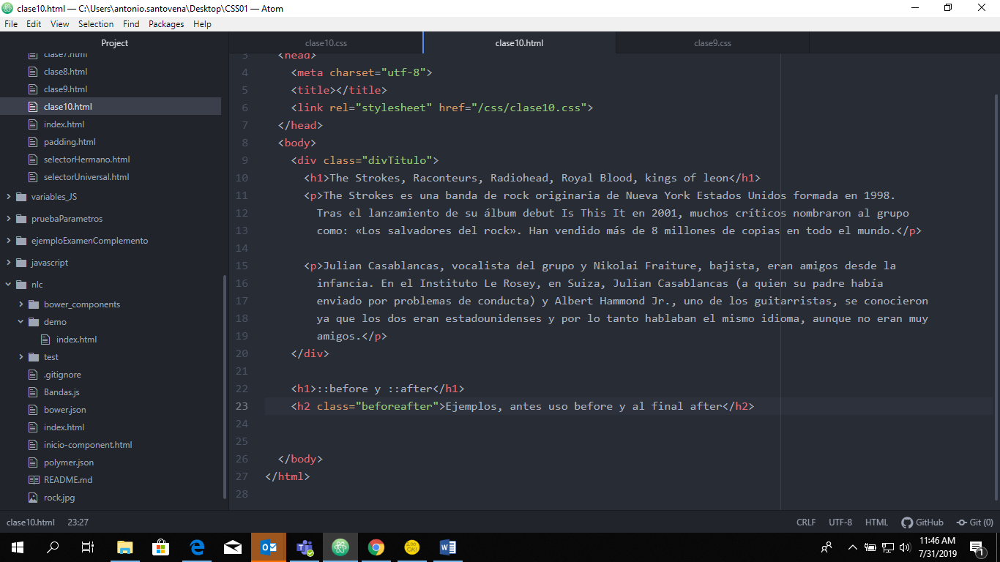 clase10.html — C:\Users\antonio.santovena\Desktop\CSS01 — Atom
File Edit View Selection Find Packages Help
Project
clase7.html
clase8.html
clase9.html
clase10.html
index.html
padding.html
selectorHermano.html
selectorUniversal.html
variables_JS
pruebaParametros
ejemploExamenComplemento
javascript
nlc
bower_components
demo
index.html
test
.gitignore
Bandas.js
bower.json
index.html
inicio-component.html
polymer.json
README.md
rock.jpg
clase10.css clase10.html clase9.css
3 <head>
4 <meta charset="utf-8">
5 <title></title>
6 <link rel="stylesheet" href="/css/clase10.css">
7 </head>
8 <body>
9 <div class="divTitulo">
10 <h1>The Strokes, Raconteurs, Radiohead, Royal Blood, kings of leon</h1>
11 <p>The Strokes es una banda de rock originaria de Nueva York Estados Unidos formada en 1998.
12 Tras el lanzamiento de su álbum debut Is This It en 2001, muchos críticos nombraron al grupo
13 como: «Los salvadores del rock». Han vendido más de 8 millones de copias en todo el mundo.</p>
14
15 <p>Julian Casablancas, vocalista del grupo y Nikolai Fraiture, bajista, eran amigos desde la
16 infancia. En el Instituto Le Rosey, en Suiza, Julian Casablancas (a quien su padre había
17 enviado por problemas de conducta) y Albert Hammond Jr., uno de los guitarristas, se conocieron
18 ya que los dos eran estadounidenses y por lo tanto hablaban el mismo idioma, aunque no eran muy
19 amigos.</p>
20 </div>
21
22 <h1>::before y ::after</h1>
23 <h2 class="beforeafter">Ejemplos, antes uso before y al final after</h2>
24
25
26 </body>
27 </html>
28
clase10.html 23:27 CRLF UTF-8 HTML GitHub Git (0)
11:46 AM
7/31/2019
1